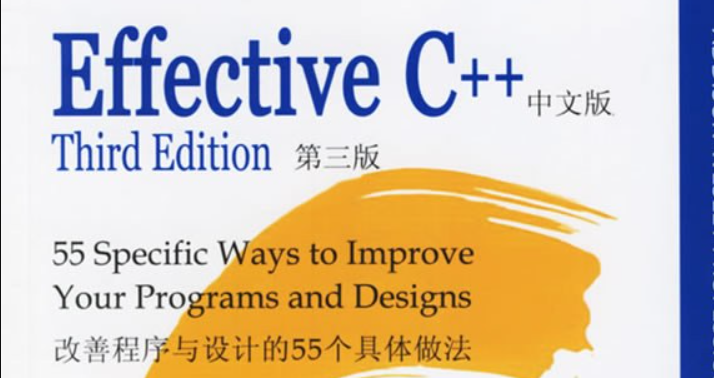 Effective C++ 中文版
Third Edition 第三版
55 Specific Ways to Improve
Your Programs and Designs
改善程序与设计的55个具体做法